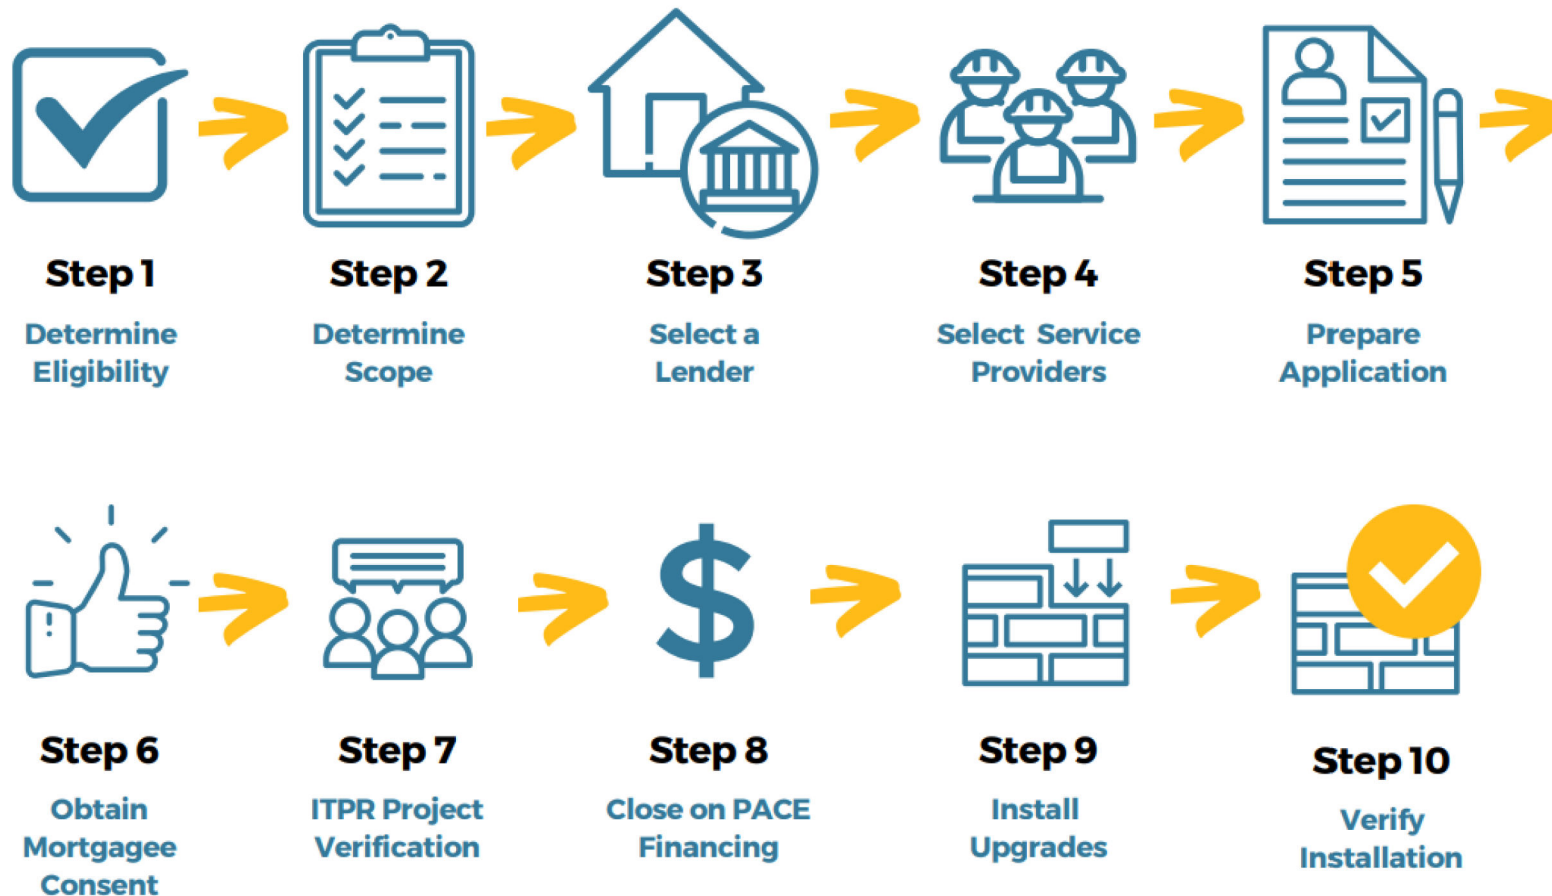 Step 1
Determine
Eligibility
Step 2
Determine
Scope
Step 3
Select a
Lender
Step 4
Select Service
Providers
Step 5
Prepare
Application
Step 6
Obtain
Mortgagee
Consent
Step 7
ITPR Project
Verification
Step 8
Close on PACE
Financing
Step 9
Install
Upgrades
Step 10
Verify
Installation